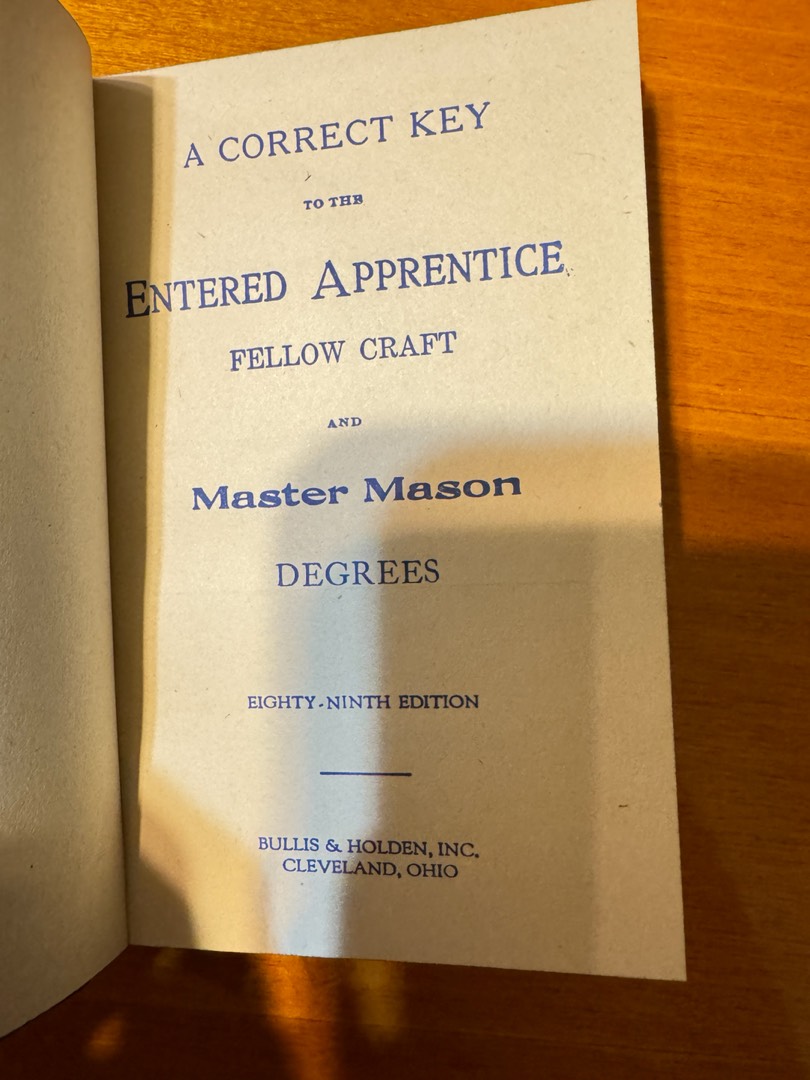 A CORRECT KEY
TO THE
ENTERED APPRENTICE
FELLOW CRAFT
AND
Master Mason
DEGREES
EIGHTY-NINTH EDITION
BULLIS & HOLDEN, INC.
CLEVELAND, OHIO